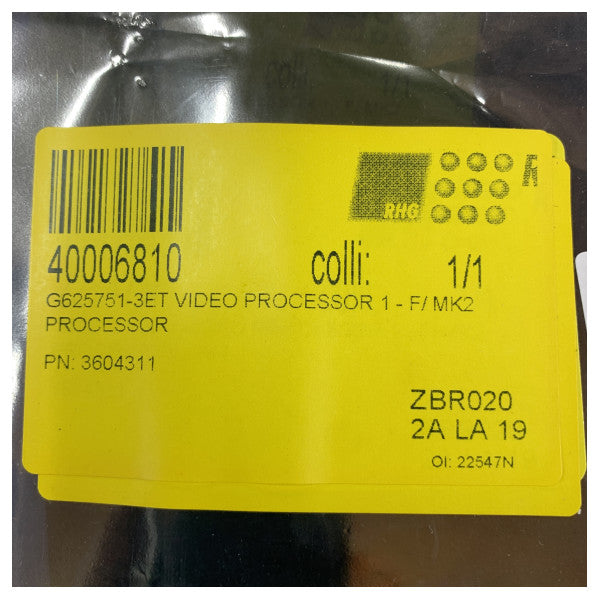 RHG
40006810 colli: 1/1
G625751-3ET VIDEO PROCESSOR 1 - F/ MK2
PROCESSOR
PN: 3604311
ZBR020
2A LA 19
OI: 22547N